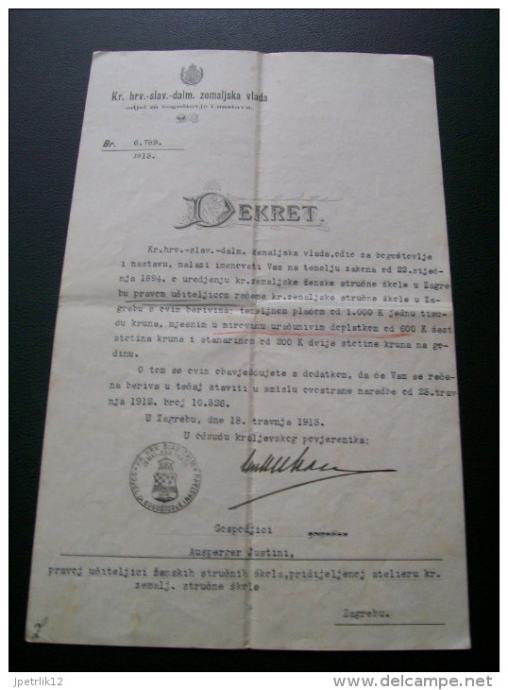 Kr. hrv.-slav.-dalm. zemaljska vlada
odjel za bogoštovje i nastavu.
Br. 6.789.
1913.
DEKRET.
Kr.hrv.-slav.-dalm. zemaljska vlada, odio za bogoštovlje
i nastavu, nalazi imenovati Vas na temelju zakona od 22.siječ-
nja 1894. o uredjenju kr.zemaljske ženske stručne škole u Zagre
bu pravom učiteljicom rečene kr.zemaljske stručne škole u Za-
grebu s ovim berivima: temeljnom plaćom od 1.000 K jednu tisu-
ću kruna, mjesnim u mirovinu uračunivim doplatkom od 600 K šest
stotina kruna i stanarinom od 200 K dvije stotine kruna na go-
dinu.
O tom se ovim obavješćujete s dodatkom, da će Vam se reče-
na beriva u tečaj staviti u smislu ovostrane naredbe od 23.trav
nja 1912. broj 10.326.
U Zagrebu, dne 18. travnja 1913.
U odsudu kraljevskog povjerenika:
Gospodjici
Ausperger Justini,
pravoj učiteljici ženskih stručnih škola, pridijeljenoj atelieru kr.
zemalj. stručne škole
Zagrebu.
jpetrlik12
delcampe.net